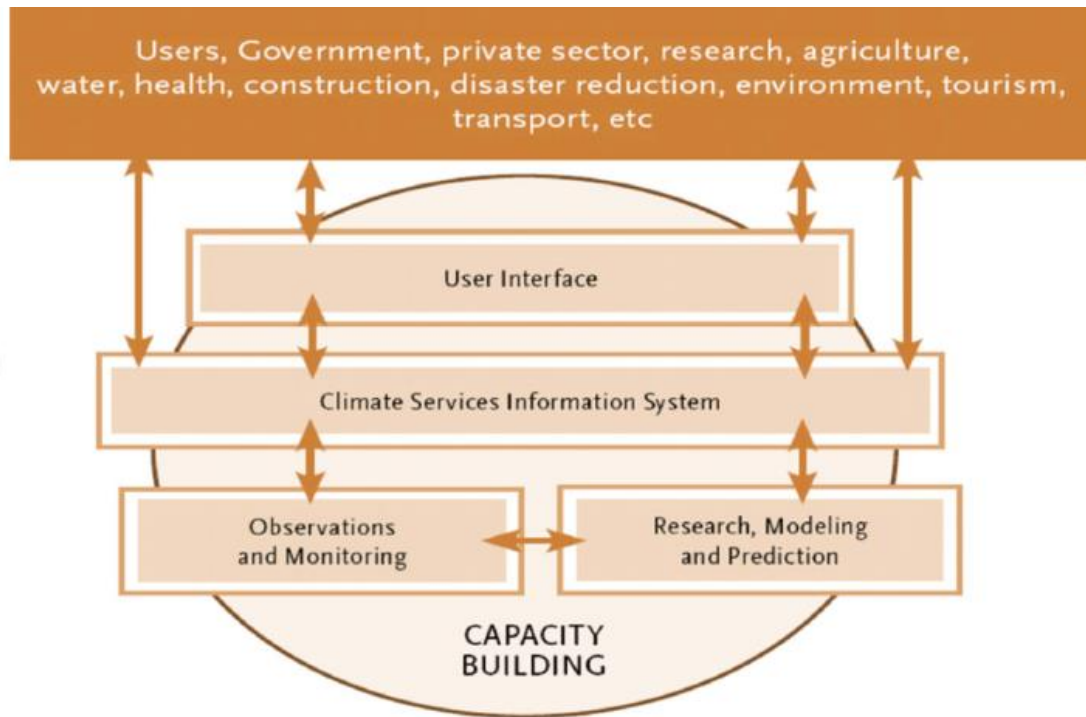 Users, Government, private sector, research, agriculture,
water, health, construction, disaster reduction, environment, tourism,
transport, etc
User Interface
Climate Services Information System
Observations
and Monitoring
Research, Modeling
and Prediction
CAPACITY
BUILDING